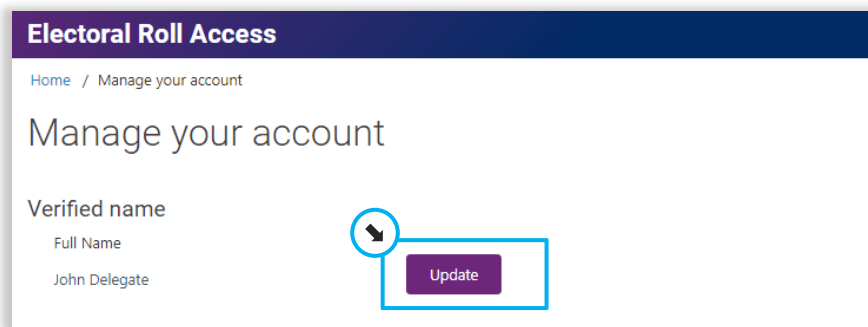 Electoral Roll Access
Home / Manage your account
Manage your account
Verified name
Full Name
John Delegate
Update